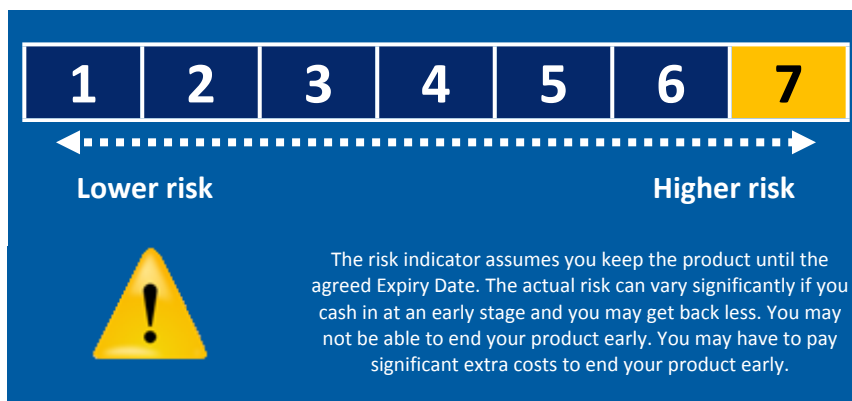 1 2 3 4 5 6 7
Lower risk Higher risk
The risk indicator assumes you keep the product until the
agreed Expiry Date. The actual risk can vary significantly if you
cash in at an early stage and you may get back less. You may
not be able to end your product early. You may have to pay
significant extra costs to end your product early.